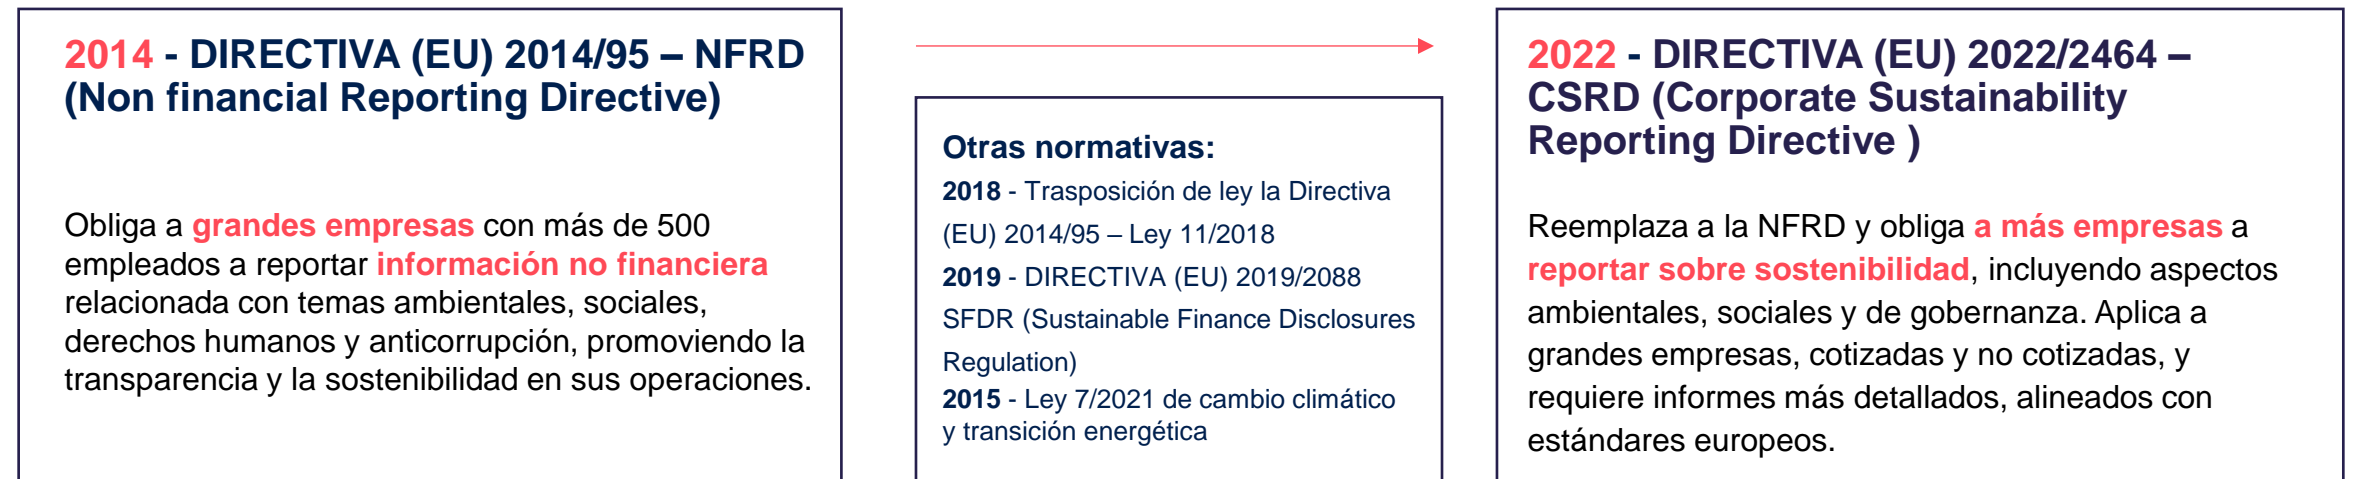 2014 - DIRECTIVA (EU) 2014/95 – NFRD
(Non financial Reporting Directive)
Obliga a grandes empresas con más de 500
empleados a reportar información no financiera
relacionada con temas ambientales, sociales,
derechos humanos y anticorrupción, promoviendo la
transparencia y la sostenibilidad en sus operaciones.
Otras normativas:
2018 - Trasposición de ley la Directiva
(EU) 2014/95 – Ley 11/2018
2019 - DIRECTIVA (EU) 2019/2088
SFDR (Sustainable Finance Disclosures
Regulation)
2015 - Ley 7/2021 de cambio climático
y transición energética
2022 - DIRECTIVA (EU) 2022/2464 –
CSRD (Corporate Sustainability
Reporting Directive )
Reemplaza a la NFRD y obliga a más empresas a
reportar sobre sostenibilidad, incluyendo aspectos
ambientales, sociales y de gobernanza. Aplica a
grandes empresas, cotizadas y no cotizadas, y
requiere informes más detallados, alineados con
estándares europeos.